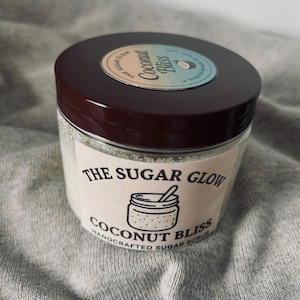 Coconut
Bliss
THE SUGAR GLOW
COCONUT BLISS
HANDCRAFTED SUGAR SCRUB